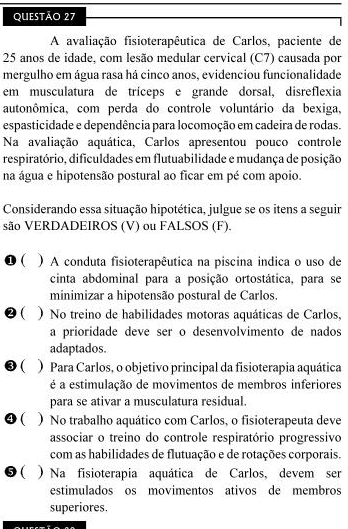 QUESTÃO 27
A avaliação fisioterapêutica de Carlos, paciente de
25 anos de idade, com lesão medular cervical (C7) causada por
mergulho em água rasa há cinco anos, evidenciou funcionalidade
em musculatura de tríceps e grande dorsal, disreflexia
autonômica, com perda do controle voluntário da bexiga,
espasticidade e dependência para locomoção em cadeira de rodas.
Na avaliação aquática, Carlos apresentou pouco controle
respiratório, dificuldades em flutuabilidade e mudança de posição
na água e hipotensão postural ao ficar em pé com apoio.
Considerando essa situação hipotética, julgue se os itens a seguir
são VERDADEIROS (V) ou FALSOS (F).
❶ ( ) A conduta fisioterapêutica na piscina indica o uso de
cinta abdominal para a posição ortostática, para se
minimizar a hipotensão postural de Carlos.
❷ ( ) No treino de habilidades motoras aquáticas de Carlos,
a prioridade deve ser o desenvolvimento de nados
adaptados.
❸ ( ) Para Carlos, o objetivo principal da fisioterapia aquática
é a estimulação de movimentos de membros inferiores
para se ativar a musculatura residual.
❹ ( ) No trabalho aquático com Carlos, o fisioterapeuta deve
associar o treino do controle respiratório progressivo
com as habilidades de flutuação e de rotações corporais.
❺ ( ) Na fisioterapia aquática de Carlos, devem ser
estimulados os movimentos ativos de membros
superiores.